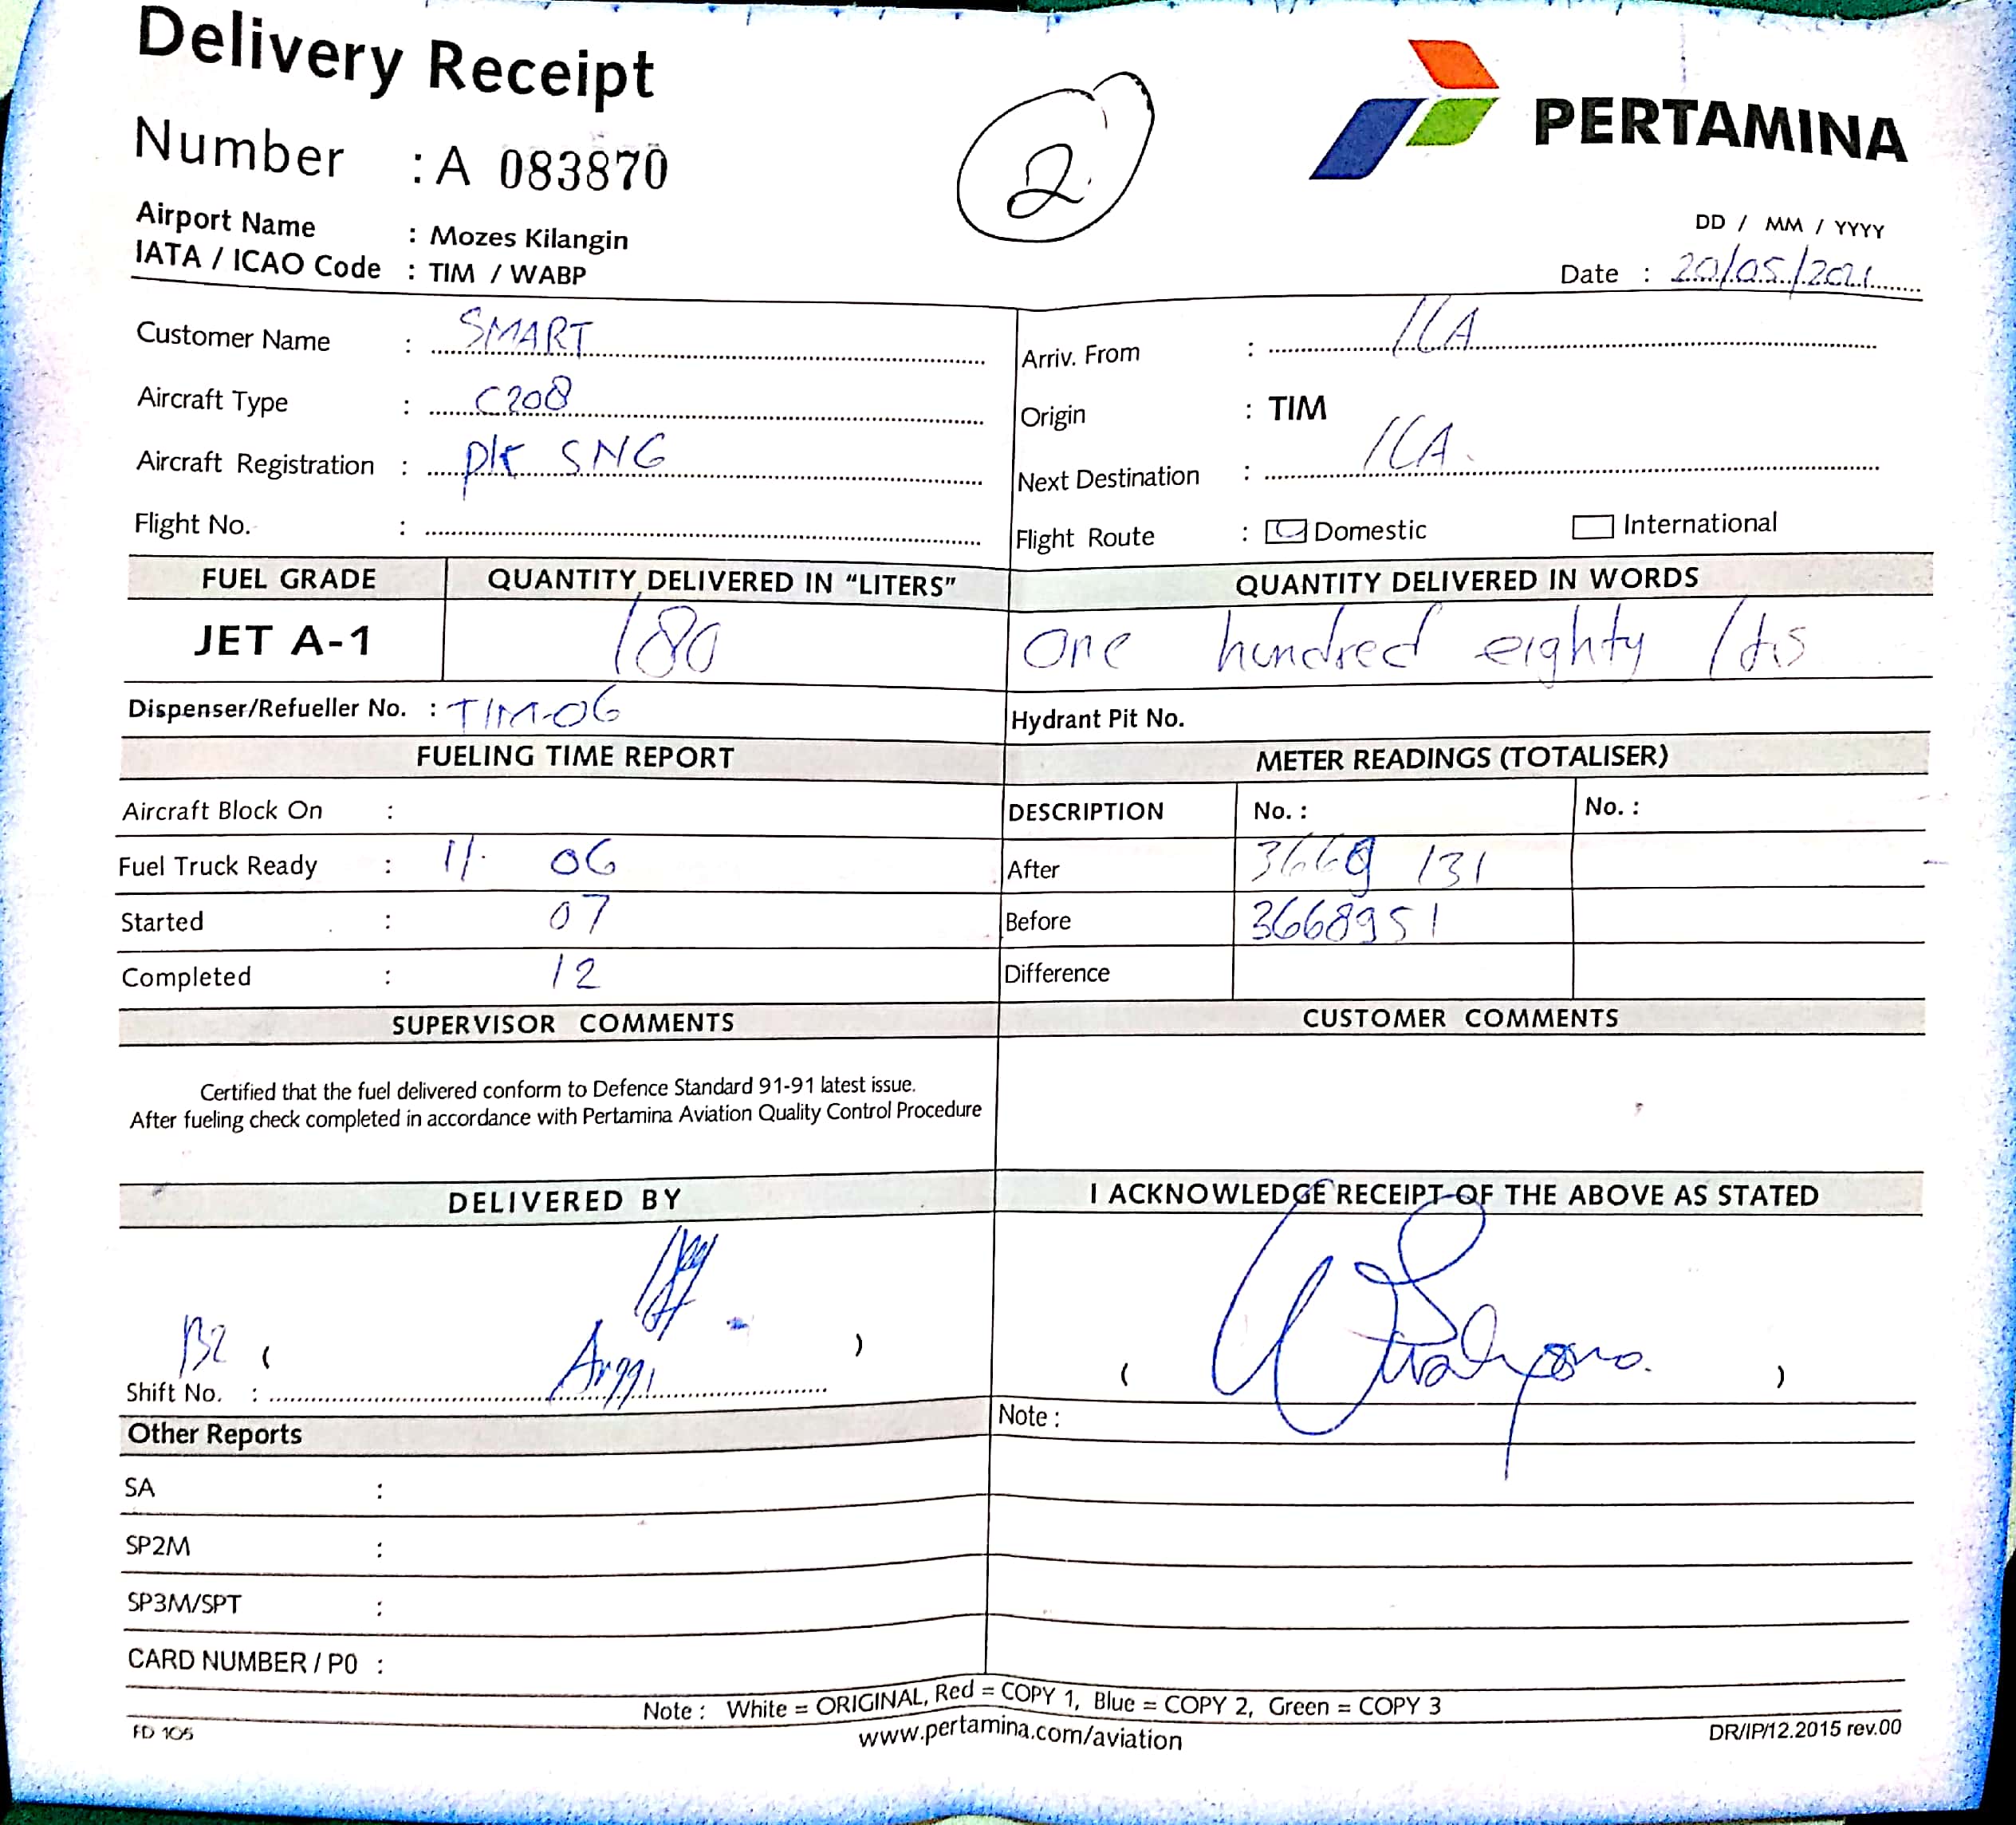 Delivery Receipt
Number : A 083870
2
PERTAMINA
Airport Name : Mozes Kilangin
IATA / ICAO Code : TIM / WABP
DD / MM / YYYY
Date : 20/05/2021
Customer Name : SMART
Aircraft Type : C208
Aircraft Registration : PK SNG
Flight No. :
Arriv. From : ILA
Origin : TIM
Next Destination : ILA
Flight Route : Domestic International
FUEL GRADE QUANTITY DELIVERED IN “LITERS” QUANTITY DELIVERED IN WORDS
JET A-1 180 One hundred eighty ltrs
Dispenser/Refueller No. : TIM-06 Hydrant Pit No.
FUELING TIME REPORT METER READINGS (TOTALISER)
Aircraft Block On : DESCRIPTION No. : No. :
Fuel Truck Ready : 11. 06 After 3669 131
Started : 07 Before 3668951
Completed : 12 Difference
SUPERVISOR COMMENTS CUSTOMER COMMENTS
Certified that the fuel delivered conform to Defence Standard 91-91 latest issue.
After fueling check completed in accordance with Pertamina Aviation Quality Control Procedure
DELIVERED BY I ACKNOWLEDGE RECEIPT OF THE ABOVE AS STATED
B2 ( Anggi ) ( )
Shift No. :
Other Reports Note :
SA :
SP2M :
SP3M/SPT :
CARD NUMBER / PO :
Note : White = ORIGINAL, Red = COPY 1, Blue = COPY 2, Green = COPY 3
FD 105 www.pertamina.com/aviation DR/IP/12.2015 rev.00